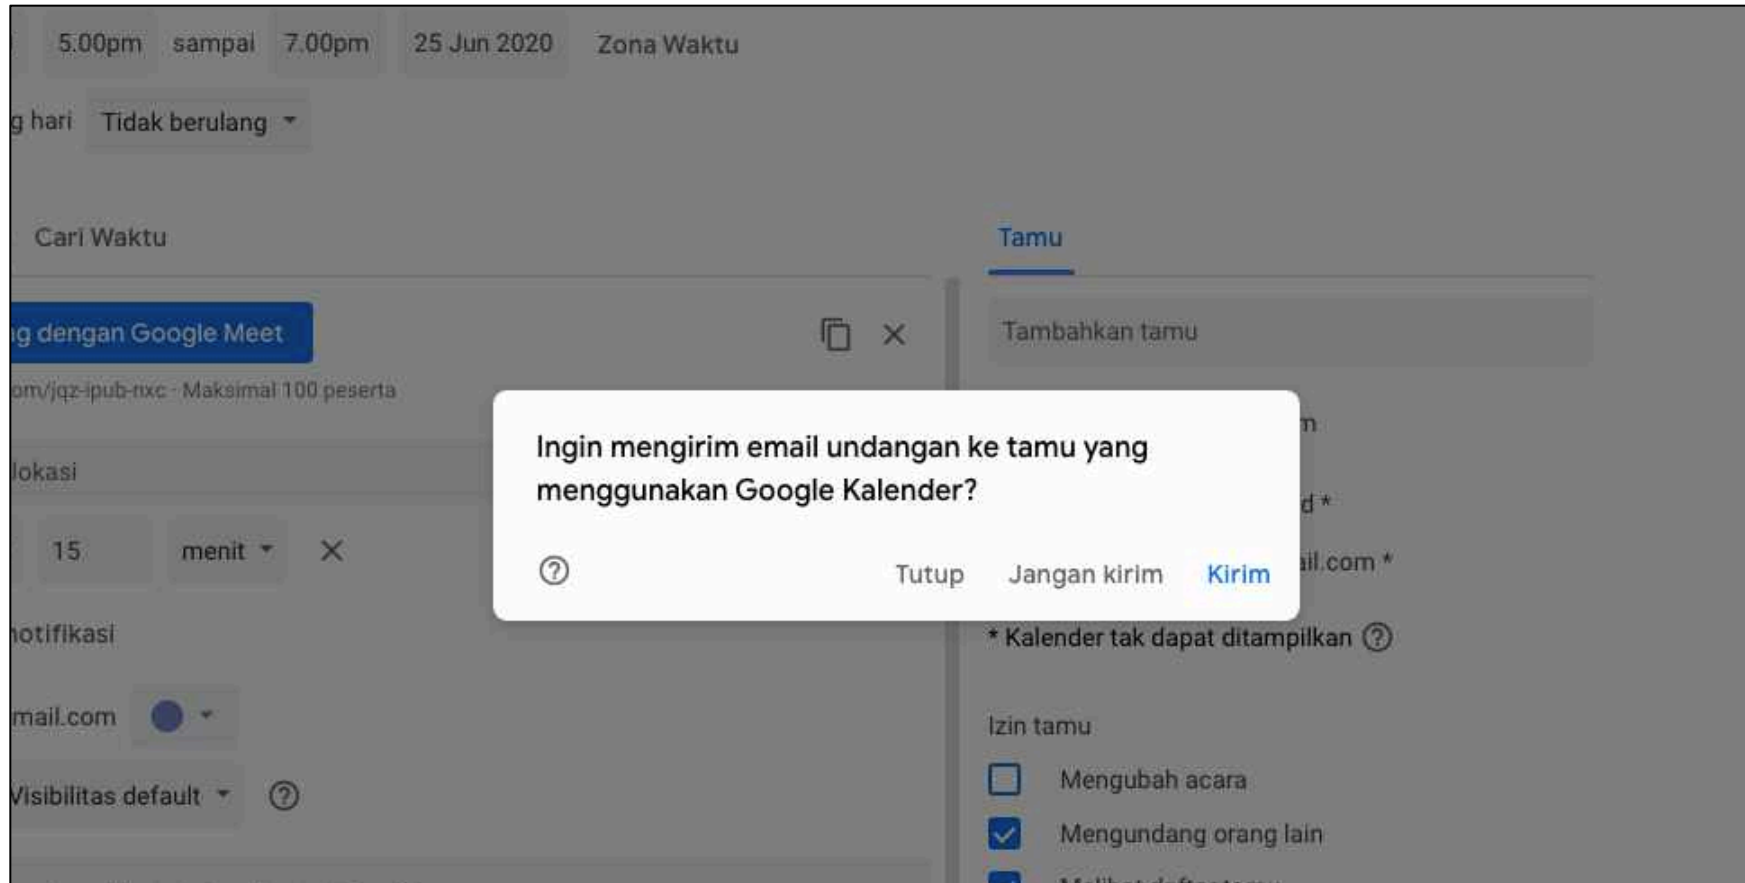 5.00pm sampai 7.00pm 25 Jun 2020 Zona Waktu
g hari Tidak berulang
Cari Waktu
Tamu
ng dengan Google Meet
Tambahkan tamu
om/jqz-ipub-nxc · Maksimal 100 peserta
m
lokasi
Ingin mengirim email undangan ke tamu yang
menggunakan Google Kalender?
d *
15 menit
ail.com *
Tutup Jangan kirim Kirim
notifikasi
* Kalender tak dapat ditampilkan
mail.com
Izin tamu
Visibilitas default
Mengubah acara
Mengundang orang lain